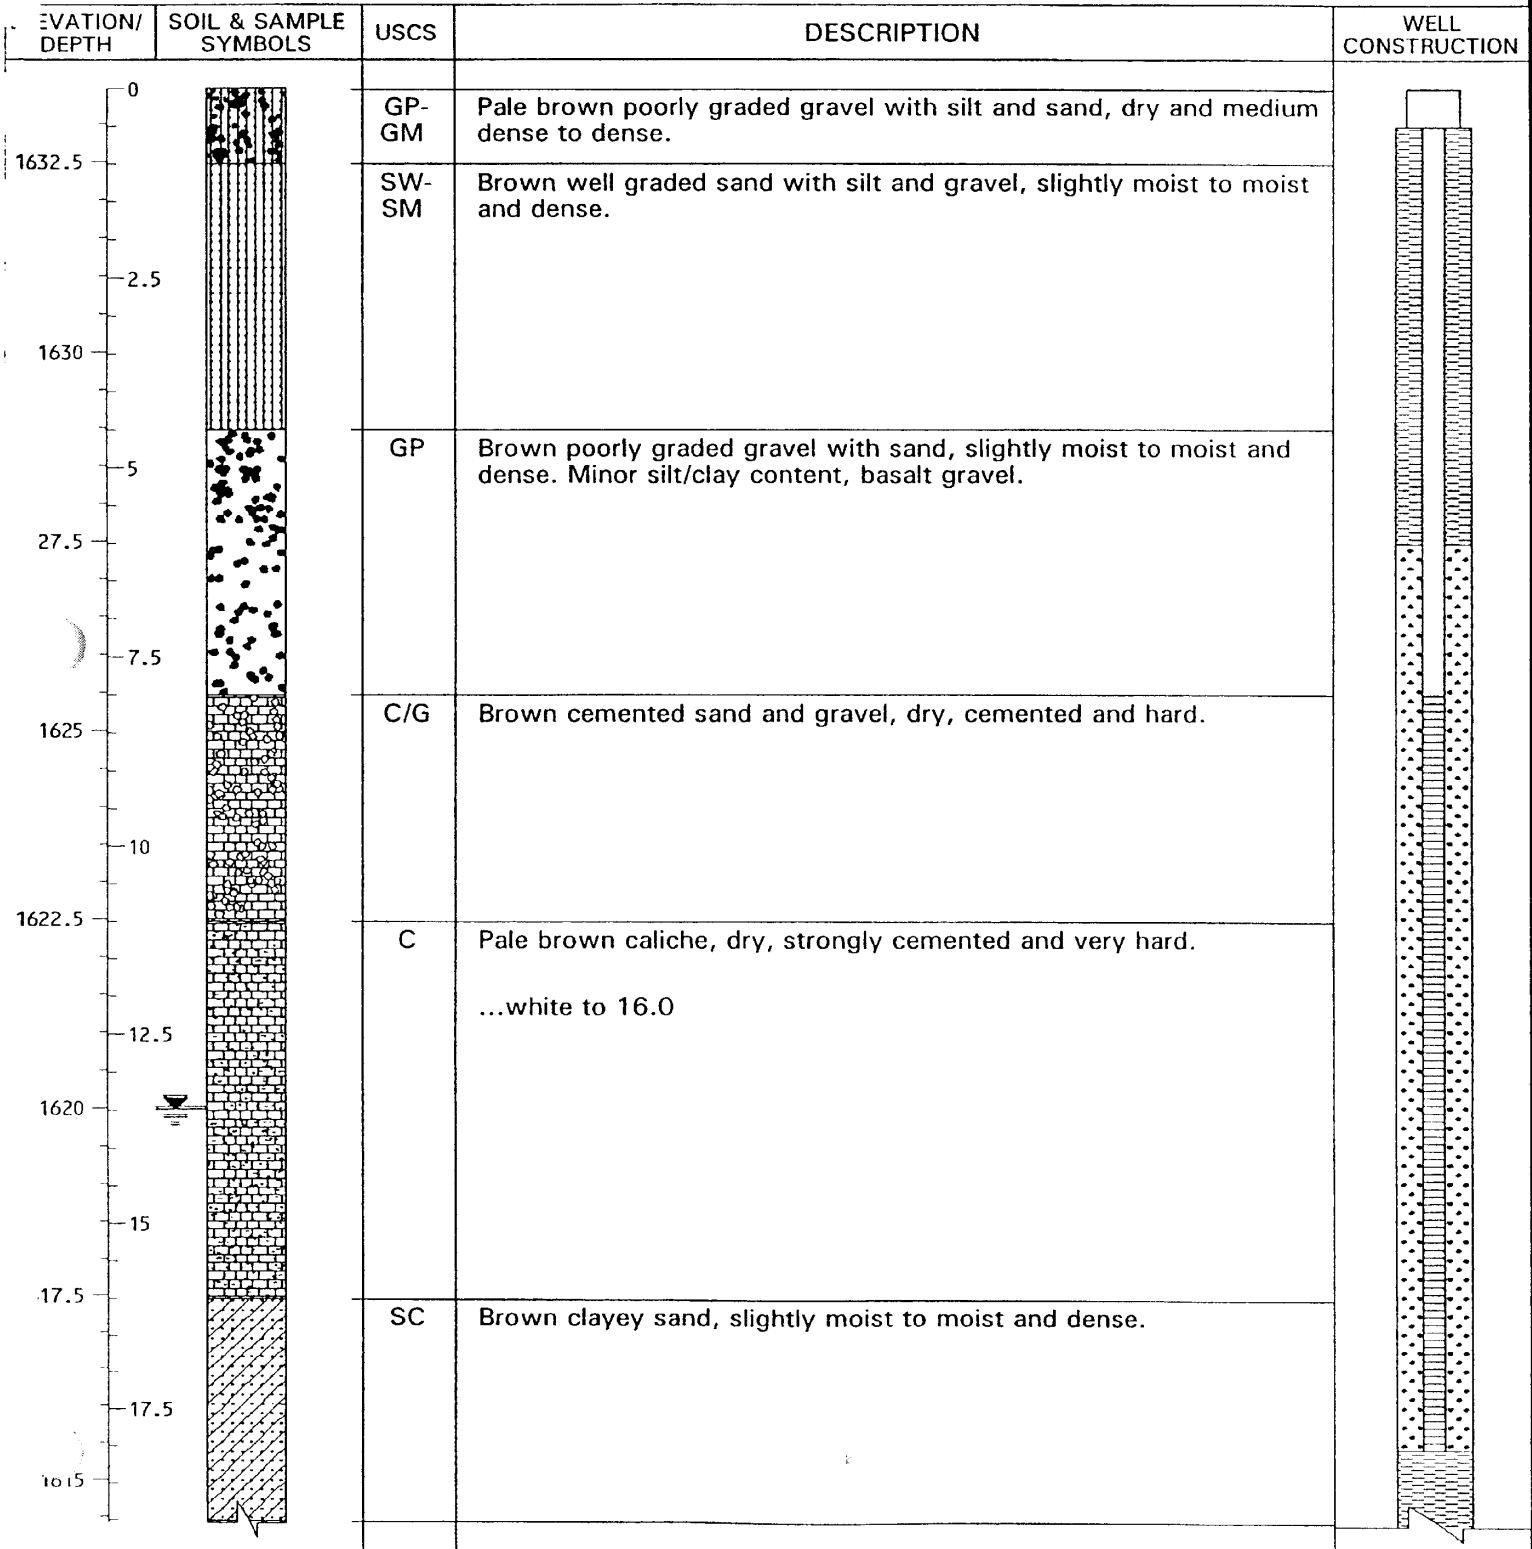 EVATION/ DEPTH
SOIL & SAMPLE SYMBOLS
USCS
DESCRIPTION
WELL CONSTRUCTION
0
GP-
Pale brown poorly graded gravel with silt and sand, dry and medium
GM
dense to dense.
1632.5
SW-
Brown well graded sand with silt and gravel, slightly moist to moist
SM
and dense.
2.5
1630
GP
Brown poorly graded gravel with sand, slightly moist to moist and
dense. Minor silt/clay content, basalt gravel.
5
27.5
7.5
C/G
Brown cemented sand and gravel, dry, cemented and hard.
1625
10
1622.5
C
Pale brown caliche, dry, strongly cemented and very hard.
...white to 16.0
12.5
1620
15
17.5
SC
Brown clayey sand, slightly moist to moist and dense.
17.5
1615